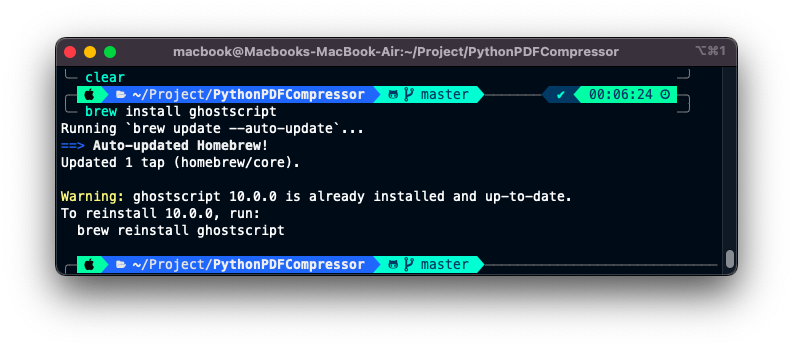 macbook@Macbooks-MacBook-Air:~/Project/PythonPDFCompressor ⌥⌘1
clear
~/Project/PythonPDFCompressor master ✔ 00:06:24
brew install ghostscript
Running `brew update --auto-update`...
==> Auto-updated Homebrew!
Updated 1 tap (homebrew/core).
Warning: ghostscript 10.0.0 is already installed and up-to-date.
To reinstall 10.0.0, run:
brew reinstall ghostscript
~/Project/PythonPDFCompressor master